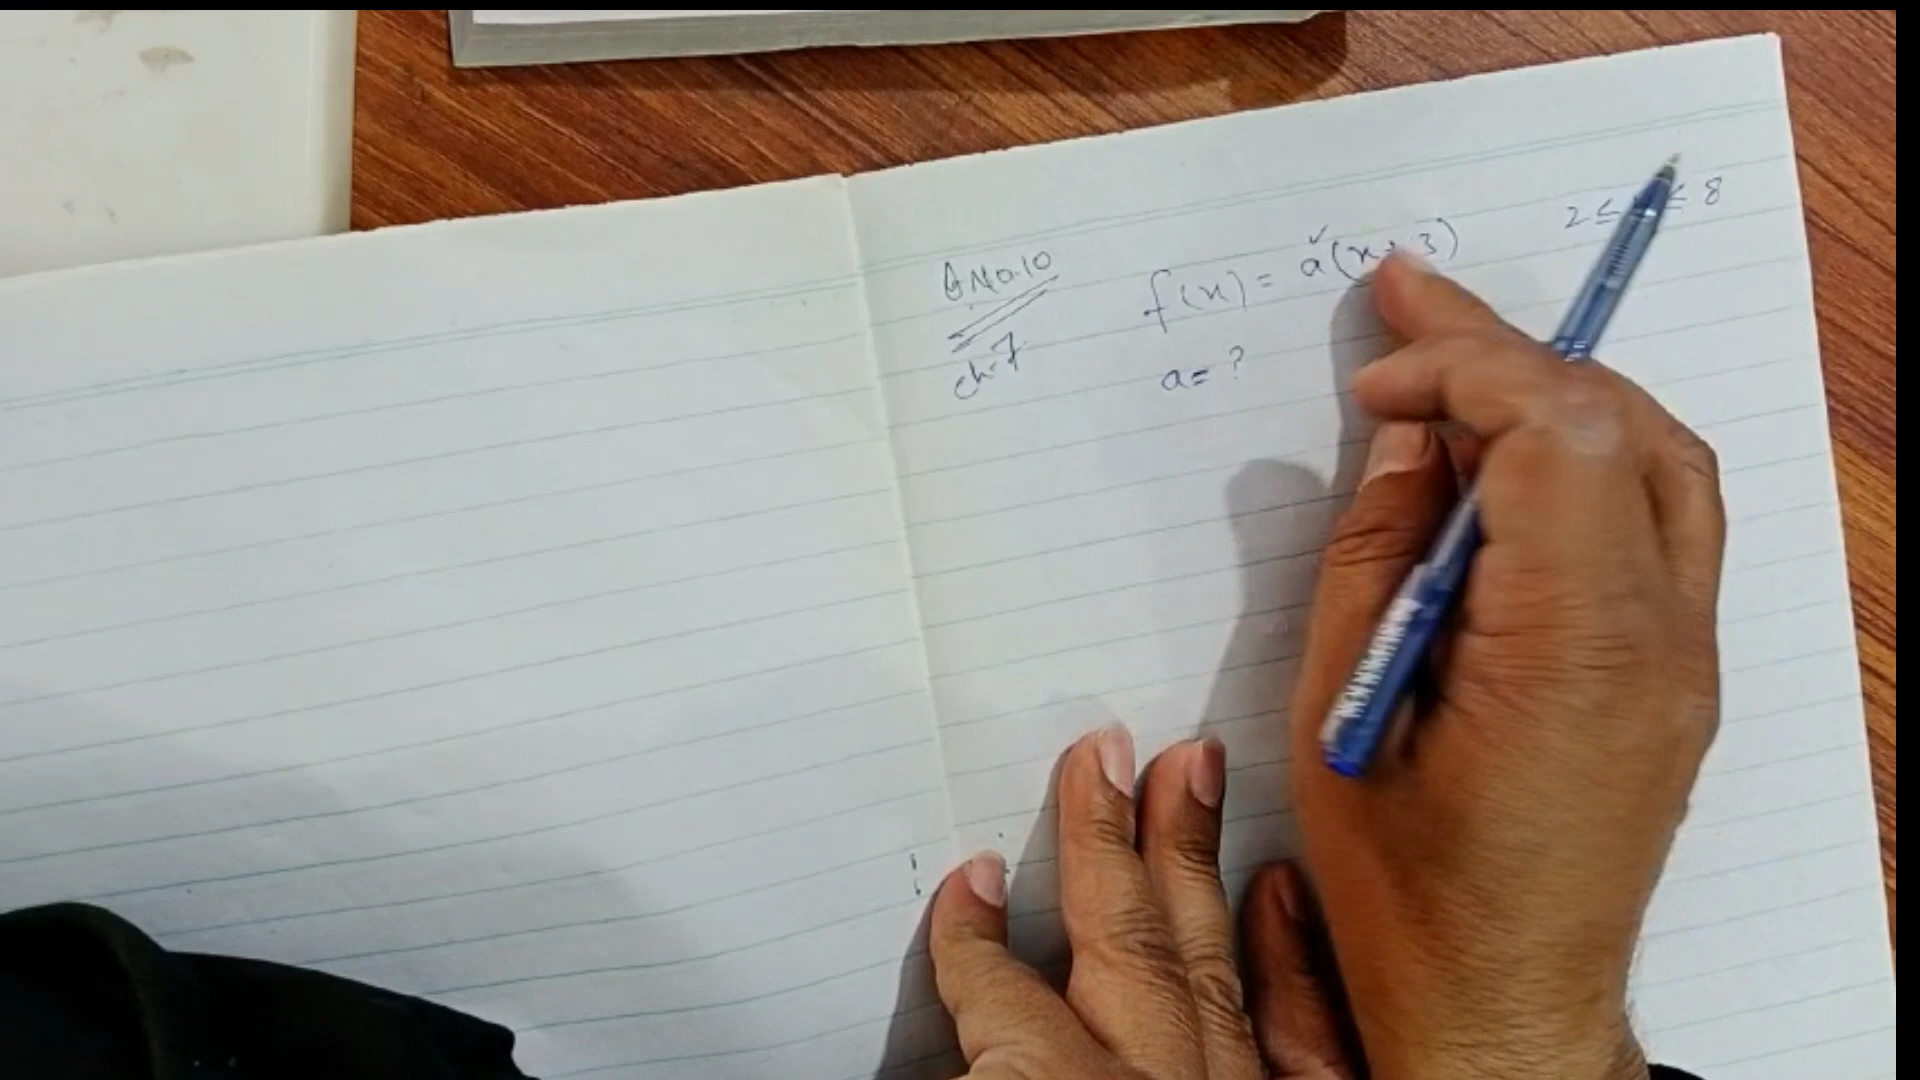 Q No.10
f(x) = a(x+3)
2 ≤ ≤ 8
ch-7
a = ?